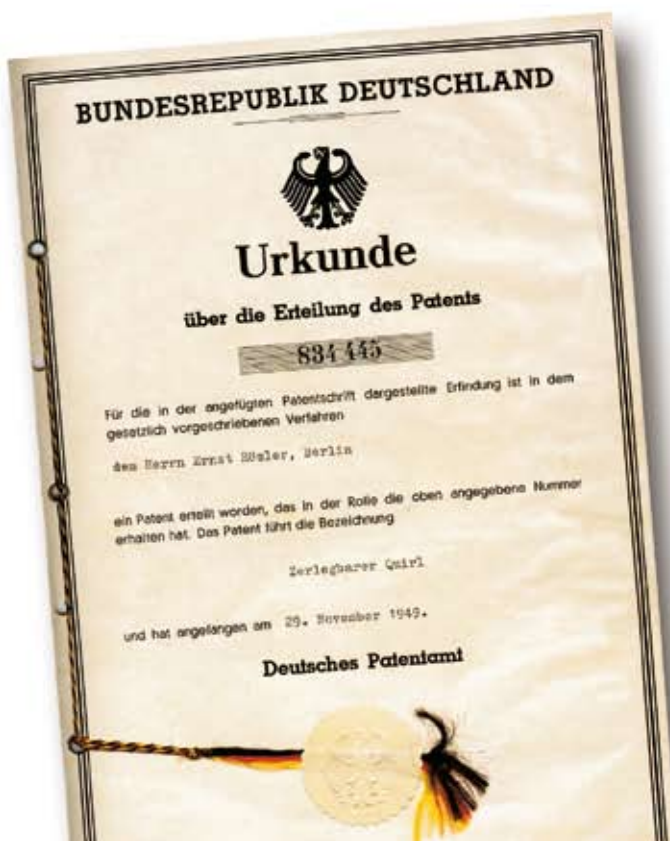 BUNDESREPUBLIK DEUTSCHLAND
Urkunde
über die Erteilung des Patents
834 445
Für die in der angefügten Patentschrift dargestellte Erfindung ist in dem
gesetzlich vorgeschriebenen Verfahren
dem Herrn Ernst, Berlin
ein Patent erteilt worden, das in der Rolle die oben angegebene Nummer
erhalten hat. Das Patent führt die Bezeichnung
Zerlegbarer Quirl
und hat angefangen am 29. November 1949.
Deutsches Patentamt